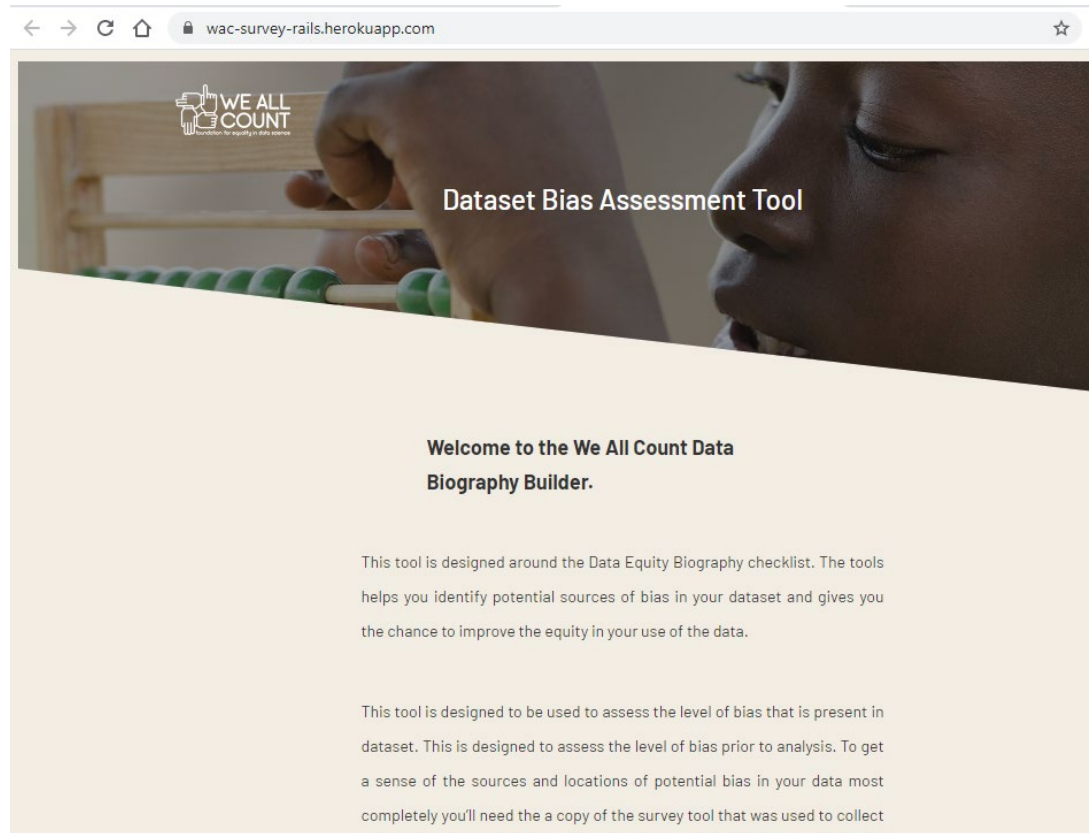 wac-survey-rails.herokuapp.com
WE ALL
COUNT
foundation for equality in data science
Dataset Bias Assessment Tool
Welcome to the We All Count Data
Biography Builder.
This tool is designed around the Data Equity Biography checklist. The tools
helps you identify potential sources of bias in your dataset and gives you
the chance to improve the equity in your use of the data.
This tool is designed to be used to assess the level of bias that is present in
dataset. This is designed to assess the level of bias prior to analysis. To get
a sense of the sources and locations of potential bias in your data most
completely you'll need the a copy of the survey tool that was used to collect